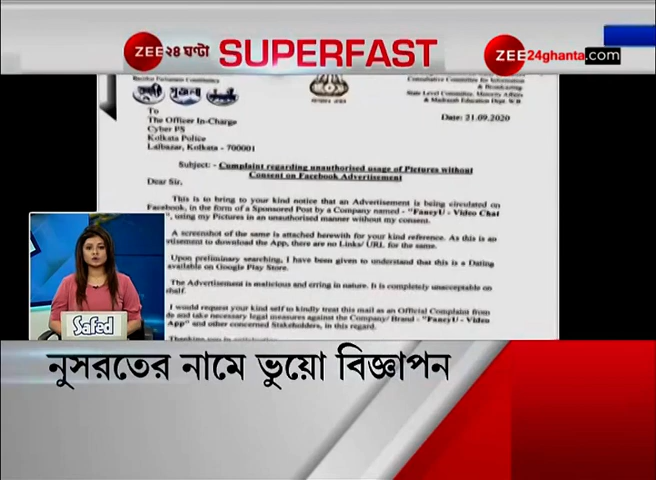 ZEE ২৪ ঘণ্টা SUPERFAST ZEE24ghanta.com
Date: 21.09.2020
To
The Officer In-Charge
Cyber PS
Kolkata Police
Lalbazar, Kolkata - 700001
Subject: - Complaint regarding unauthorised usage of Pictures without
Consent on Facebook Advertisement
Dear Sir,
This is to bring to your kind notice that an Advertisement is being circulated on
Facebook, in the form of a Sponsored Post by a Company named - "FancyU - Video Chat
", using my Pictures in an unauthorised manner without my consent.
A screenshot of the same is attached herewith for your kind reference. As this is an
ertisement to download the App, there are no Links/ URL for the same.
Upon preliminary searching, I have been given to understand that this is a Dating
available on Google Play Store.
The Advertisement is malicious and erring in nature. It is completely unacceptable on
ehalf.
I would request your kind self to kindly treat this mail as an Official Complaint from
de and take necessary legal measures against the Company/ Brand - "FancyU - Video
App" and other concerned Stakeholders, in this regard.
Safed
নুসরতের নামে ভুয়ো বিজ্ঞাপন